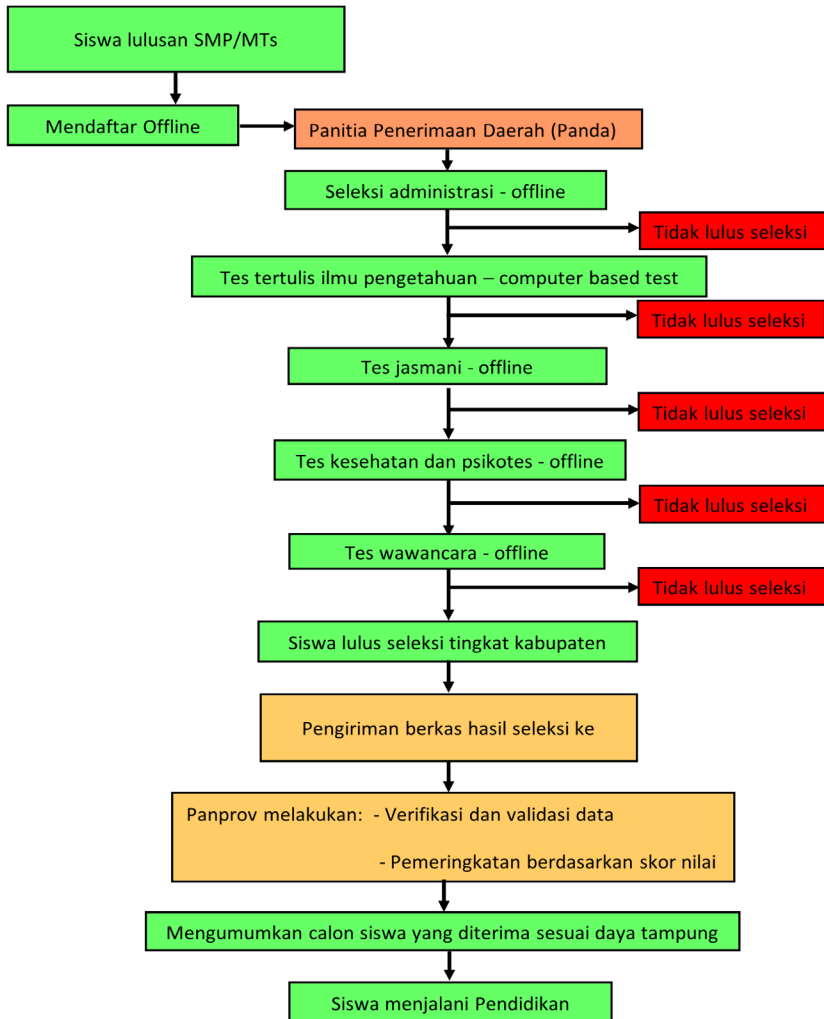 Siswa lulusan SMP/MTs
Mendaftar Offline
Panitia Penerimaan Daerah (Panda)
Seleksi administrasi - offline
Tidak lulus seleksi
Tes tertulis ilmu pengetahuan – computer based test
Tidak lulus seleksi
Tes jasmani - offline
Tidak lulus seleksi
Tes kesehatan dan psikotes - offline
Tidak lulus seleksi
Tes wawancara - offline
Tidak lulus seleksi
Siswa lulus seleksi tingkat kabupaten
Pengiriman berkas hasil seleksi ke
Panprov melakukan: - Verifikasi dan validasi data
- Pemeringkatan berdasarkan skor nilai
Mengumumkan calon siswa yang diterima sesuai daya tampung
Siswa menjalani Pendidikan